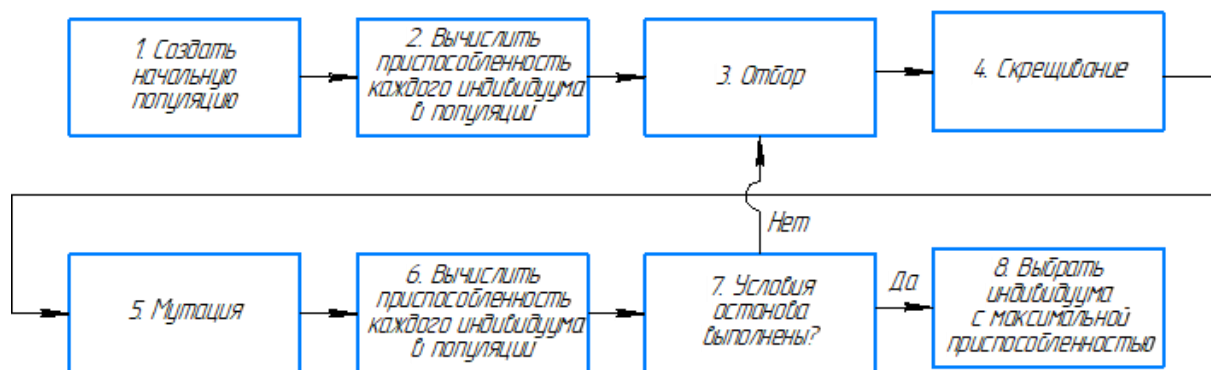 1. Создать
начальную
популяцию
2. Вычислить
приспособленность
каждого индивидуума
в популяции
3. Отбор
4. Скрещивание
Нет
5. Мутация
6. Вычислить
приспособленность
каждого индивидуума
в популяции
7. Условия
останова
выполнены?
Да
8. Выбрать
индивидуума
с максимальной
приспособленностью